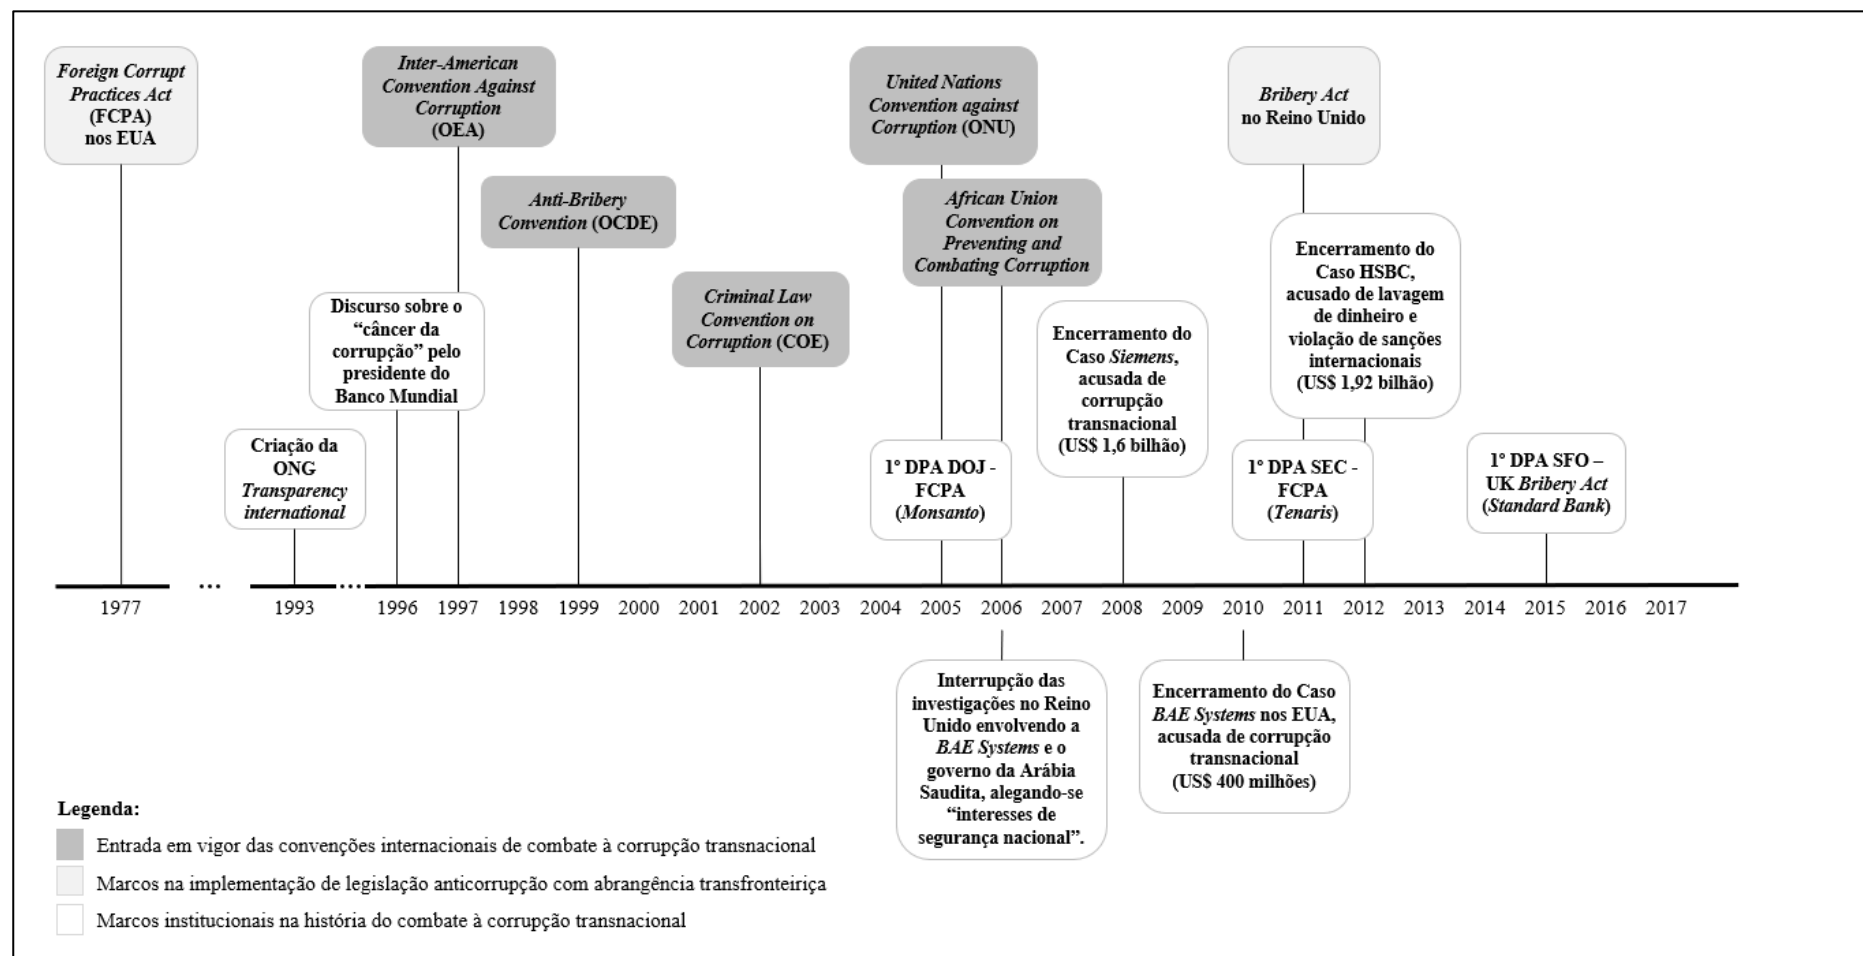 Foreign Corrupt
Practices Act
(FCPA)
nos EUA
Inter-American
Convention Against
Corruption
(OEA)
United Nations
Convention against
Corruption (ONU)
Bribery Act
no Reino Unido
Anti-Bribery
Convention (OCDE)
African Union
Convention on
Preventing and
Combating Corruption
Criminal Law
Convention on
Corruption (COE)
Discurso sobre o
“câncer da
corrupção” pelo
presidente do
Banco Mundial
Encerramento do
Caso Siemens,
acusada de
corrupção
transnacional
(US$ 1,6 bilhão)
Encerramento do
Caso HSBC,
acusado de lavagem
de dinheiro e
violação de sanções
internacionais
(US$ 1,92 bilhão)
Criação da
ONG
Transparency
international
1º DPA DOJ -
FCPA
(Monsanto)
1º DPA SEC -
FCPA
(Tenaris)
1º DPA SFO –
UK Bribery Act
(Standard Bank)
... ...
1977 1993 1996 1997 1998 1999 2000 2001 2002 2003 2004 2005 2006 2007 2008 2009 2010 2011 2012 2013 2014 2015 2016 2017
Interrupção das
investigações no Reino
Unido envolvendo a
BAE Systems e o
governo da Arábia
Saudita, alegando-se
“interesses de
segurança nacional”.
Encerramento do Caso
BAE Systems nos EUA,
acusada de corrupção
transnacional
(US$ 400 milhões)
Legenda:
Entrada em vigor das convenções internacionais de combate à corrupção transnacional
Marcos na implementação de legislação anticorrupção com abrangência transfronteiriça
Marcos institucionais na história do combate à corrupção transnacional